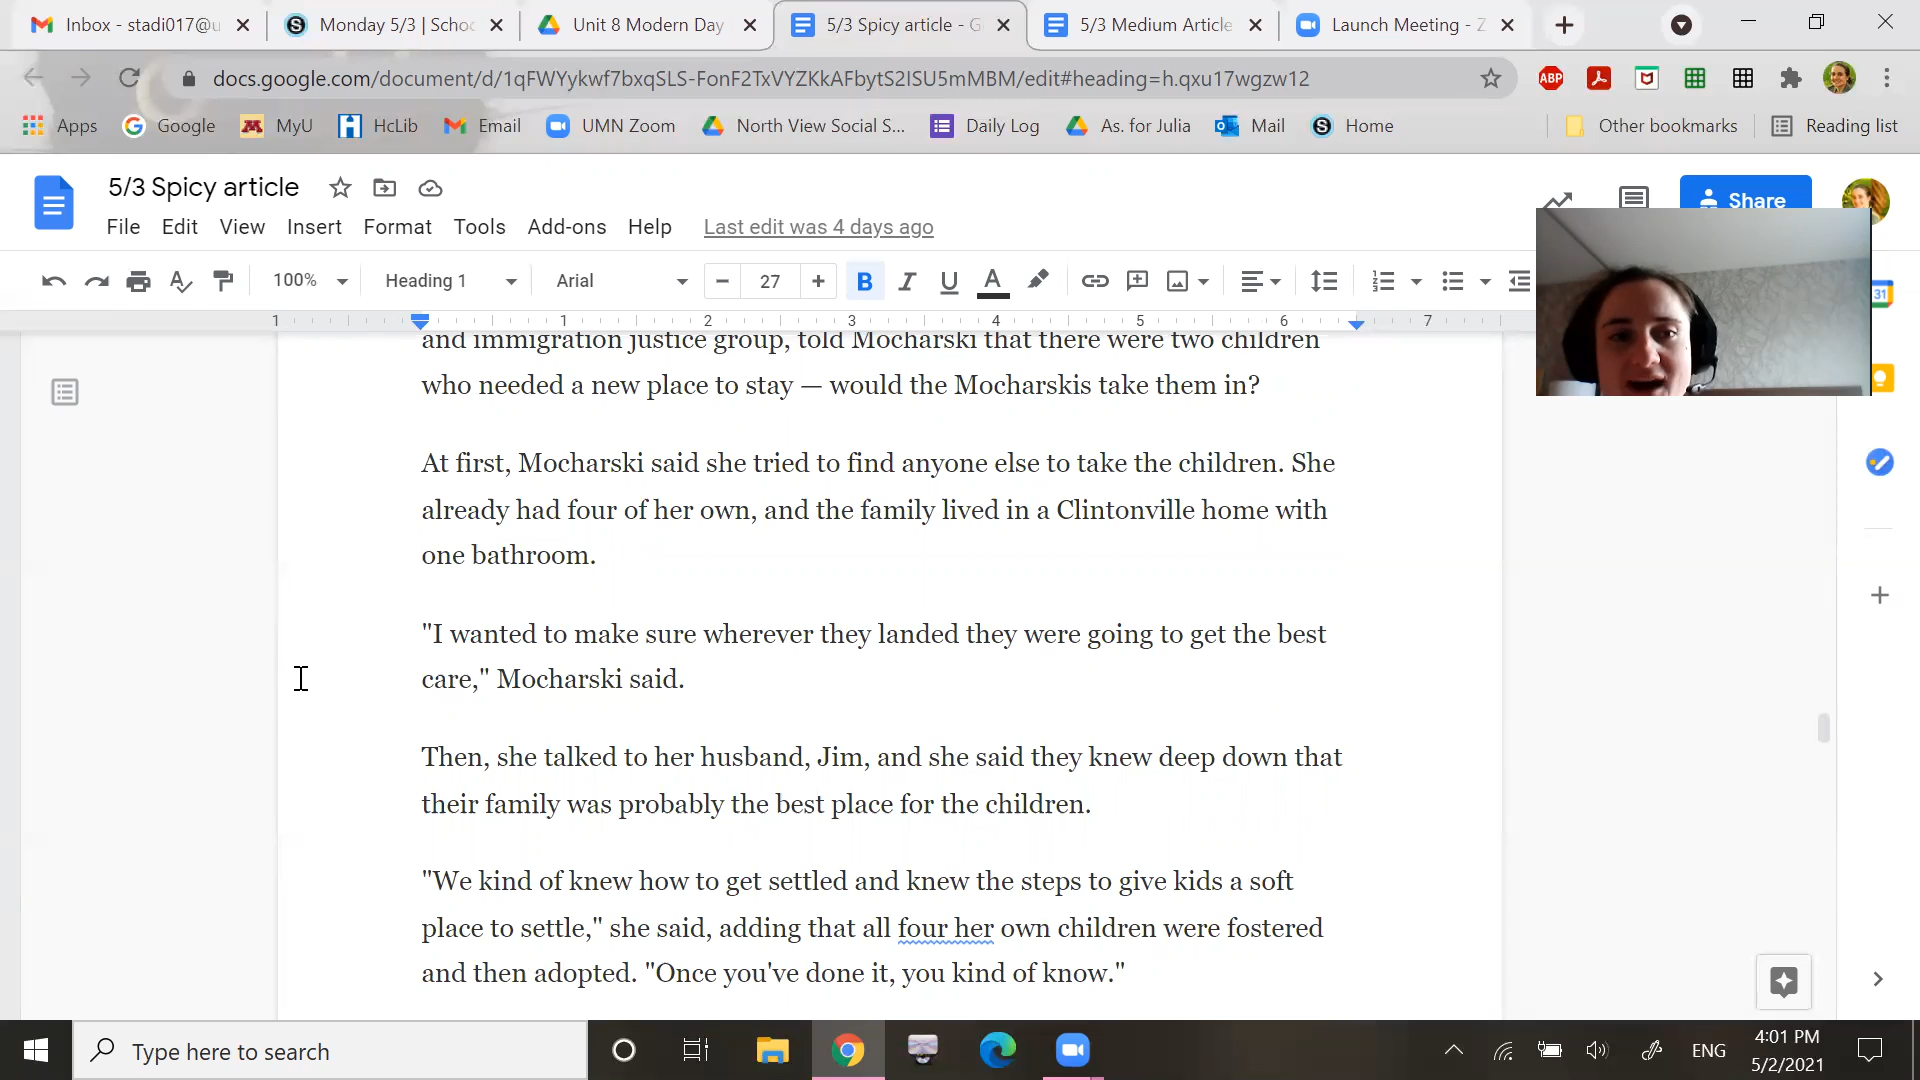 Inbox - stadi017@u
Monday 5/3 | Schoo
Unit 8 Modern Day
5/3 Spicy article - G
5/3 Medium Article
Launch Meeting - Z
docs.google.com/document/d/1qFWYykwf7bxqSLS-FonF2TxVYZKkAFbytS2ISU5mMBM/edit#heading=h.qxu17wgzw12
ABP
Apps
Google
MyU
HcLib
Email
UMN Zoom
North View Social S...
Daily Log
As. for Julia
Mail
Home
Other bookmarks
Reading list
5/3 Spicy article
Share
File Edit View Insert Format Tools Add-ons Help Last edit was 4 days ago
100% Heading 1 Arial 27 B I U A
31
1 1 2 3 4 5 6 7
and immigration justice group, told Mocharski that there were two children
who needed a new place to stay — would the Mocharskis take them in?
At first, Mocharski said she tried to find anyone else to take the children. She
already had four of her own, and the family lived in a Clintonville home with
one bathroom.
"I wanted to make sure wherever they landed they were going to get the best
care," Mocharski said.
Then, she talked to her husband, Jim, and she said they knew deep down that
their family was probably the best place for the children.
"We kind of knew how to get settled and knew the steps to give kids a soft
place to settle," she said, adding that all four her own children were fostered
and then adopted. "Once you've done it, you kind of know."
Type here to search
ENG
4:01 PM
5/2/2021